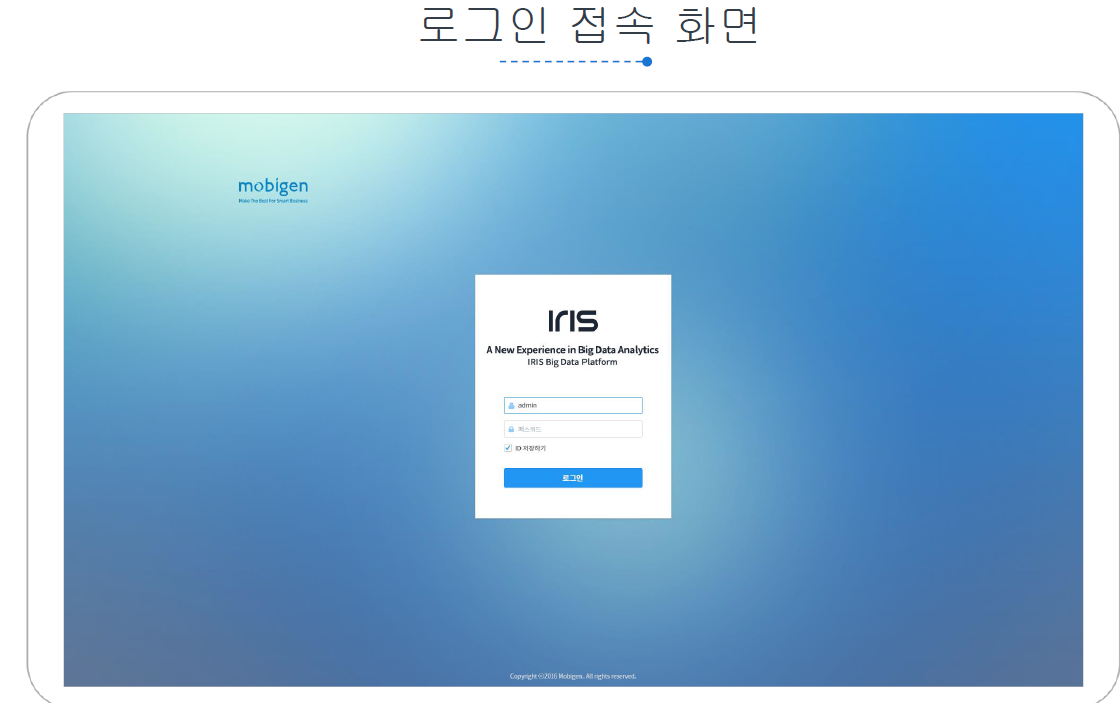 로그인 접속 화면
mobigen
Make The Best For Smart Business
IRIS
A New Experience in Big Data Analytics
IRIS Big Data Platform
admin
패스워드
ID 저장하기
로그인
Copyright ⓒ2016 Mobigen. All rights reserved.